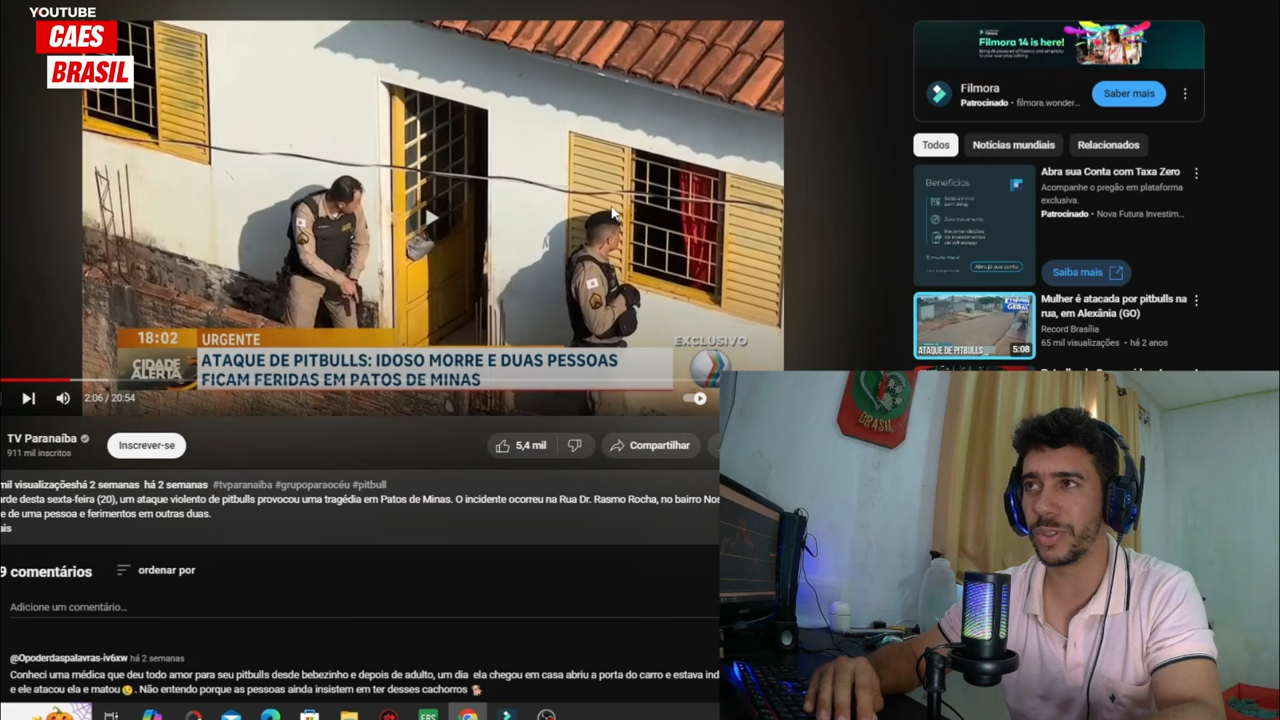 YOUTUBE
CAES
BRASIL
18:02
URGENTE
EXCLUSIVO
CIDADE
ALERTA
ATAQUE DE PITBULLS: IDOSO MORRE E DUAS PESSOAS
FICAM FERIDAS EM PATOS DE MINAS
2:06 / 20:54
TV Paranaíba
911 mil inscritos
Inscrever-se
5,4 mil
Compartilhar
mil visualizaçõeshá 2 semanas há 2 semanas #tvparanaiba #grupoparaocéu #pitbull
arde desta sexta-feira (20), um ataque violento de pitbulls provocou uma tragédia em Patos de Minas. O incidente ocorreu na Rua Dr. Rasmo Rocha, no bairro Nos
e de uma pessoa e ferimentos em outras duas.
ais
9 comentários
ordenar por
Adicione um comentário...
@Opoderdaspalavras-iv6xw há 2 semanas
Conheci uma médica que deu todo amor para seu pitbulls desde bebezinho e depois de adulto, um dia ela chegou em casa abriu a porta do carro e estava ind
e ele atacou ela e matou 😢. Não entendo porque as pessoas ainda insistem em ter desses cachorros 🐕
Filmora 14 is here!
Filmora
Patrocinado • filmora.wonder...
Saber mais
Todos
Notícias mundiais
Relacionados
Benefícios
Abra sua Conta com Taxa Zero
Acompanhe o pregão em plataforma
exclusiva.
Patrocinado • Nova Futura Investim...
Saiba mais
ATAQUE DE PITBULLS
5:08
Mulher é atacada por pitbulls na
rua, em Alexânia (GO)
Record Brasília
65 mil visualizações • há 2 anos
BRASIL
EBS